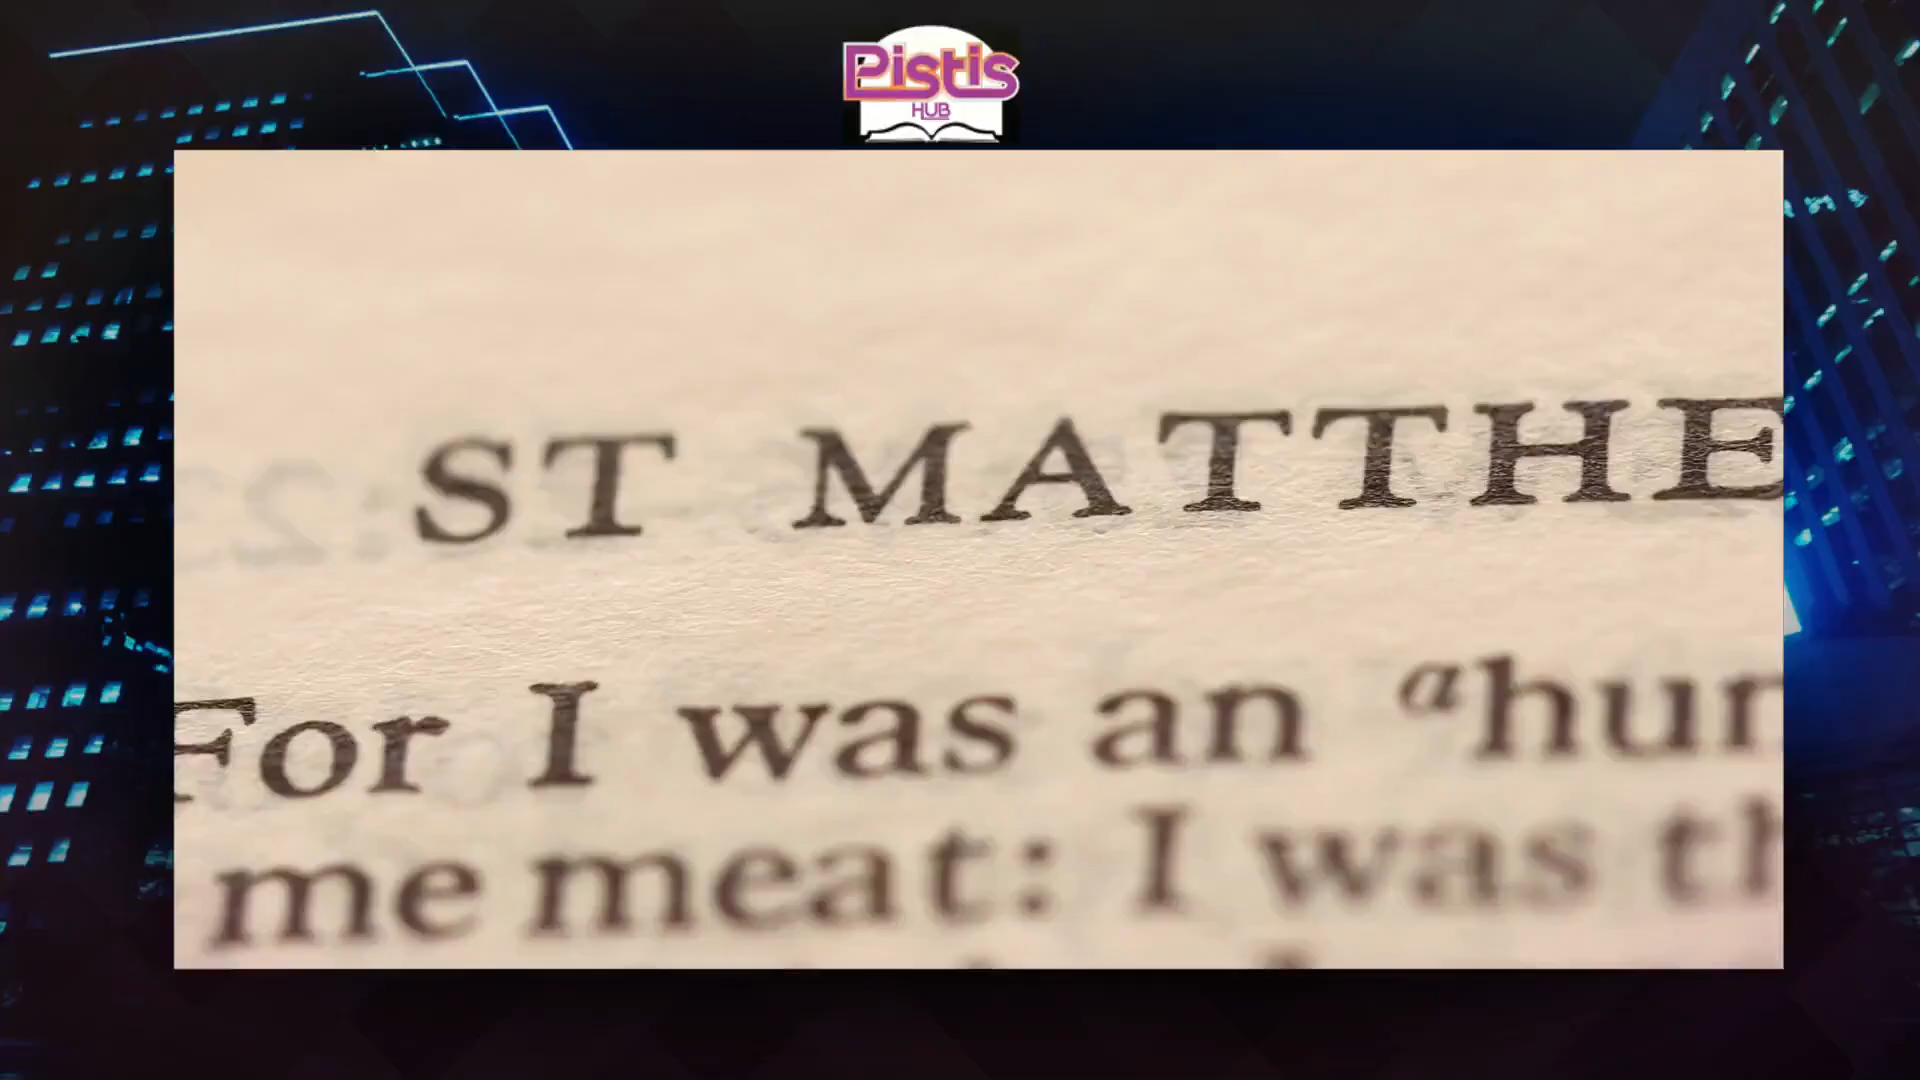 Pistis
HUB
ST MATTHE
For I was an ahun
me meat: I was th